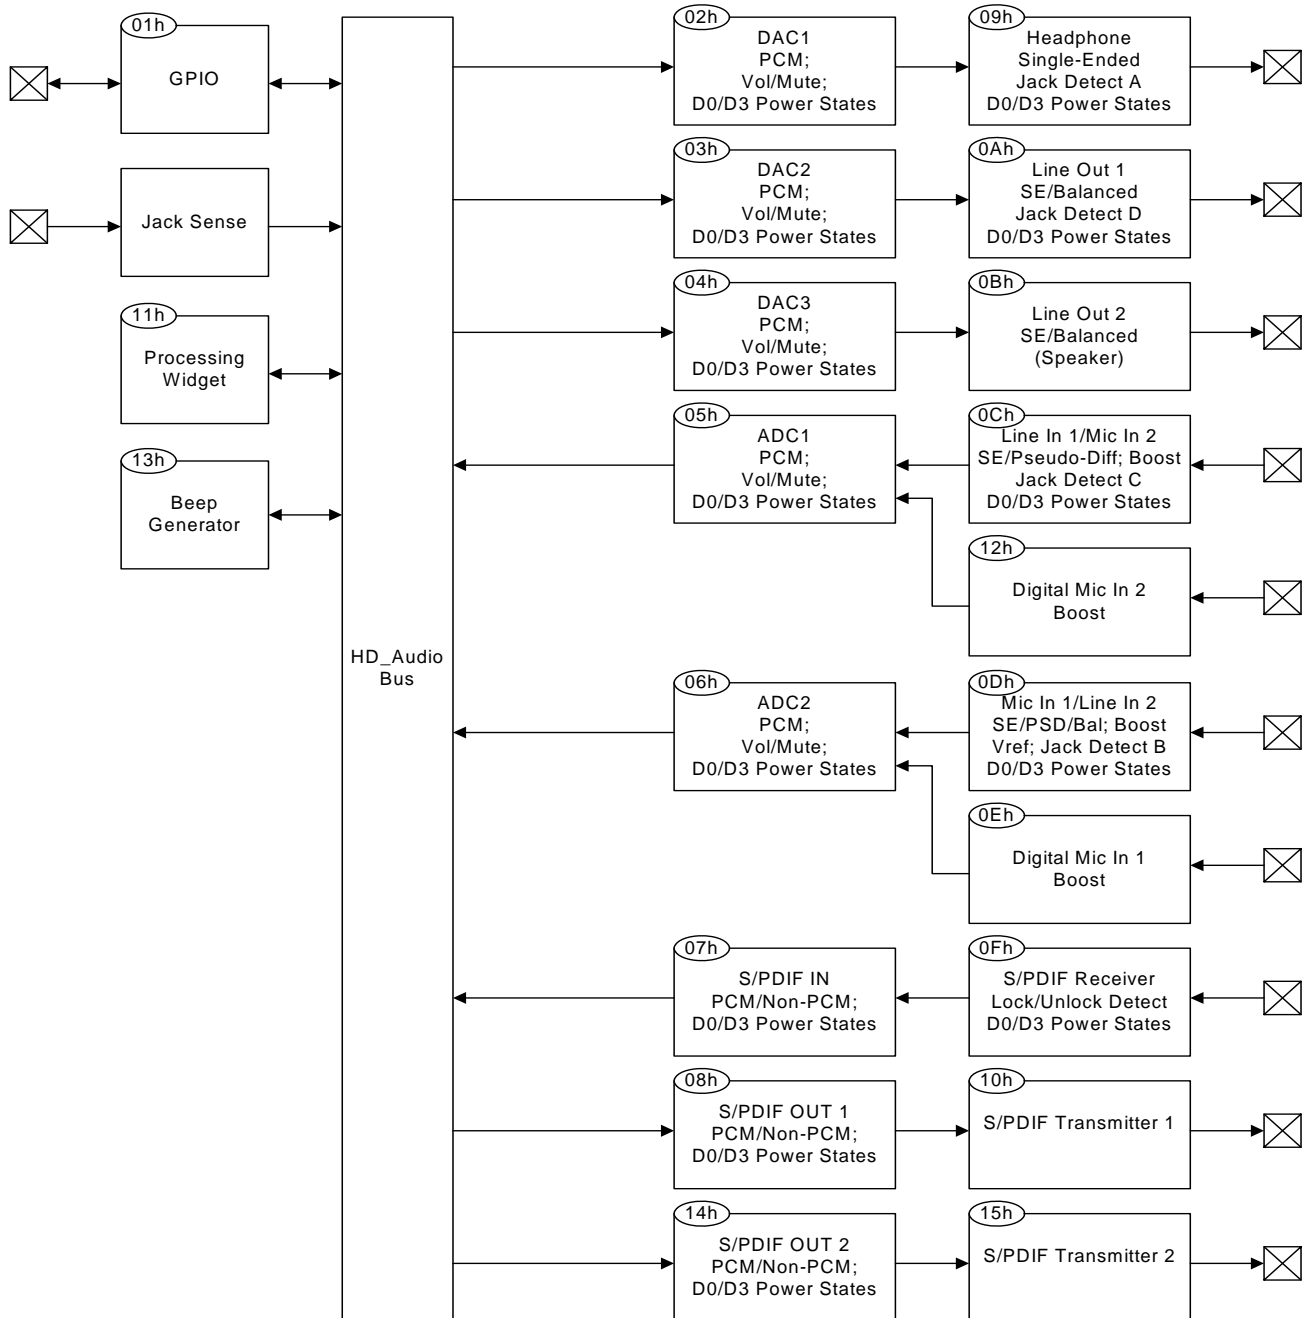 01h
GPIO
Jack Sense
11h
Processing
Widget
13h
Beep
Generator
HD_Audio
Bus
02h
DAC1
PCM;
Vol/Mute;
D0/D3 Power States
09h
Headphone
Single-Ended
Jack Detect A
D0/D3 Power States
03h
DAC2
PCM;
Vol/Mute;
D0/D3 Power States
0Ah
Line Out 1
SE/Balanced
Jack Detect D
D0/D3 Power States
04h
DAC3
PCM;
Vol/Mute;
D0/D3 Power States
0Bh
Line Out 2
SE/Balanced
(Speaker)
05h
ADC1
PCM;
Vol/Mute;
D0/D3 Power States
0Ch
Line In 1/Mic In 2
SE/Pseudo-Diff; Boost
Jack Detect C
D0/D3 Power States
12h
Digital Mic In 2
Boost
06h
ADC2
PCM;
Vol/Mute;
D0/D3 Power States
0Dh
Mic In 1/Line In 2
SE/PSD/Bal; Boost
Vref; Jack Detect B
D0/D3 Power States
0Eh
Digital Mic In 1
Boost
07h
S/PDIF IN
PCM/Non-PCM;
D0/D3 Power States
0Fh
S/PDIF Receiver
Lock/Unlock Detect
D0/D3 Power States
08h
S/PDIF OUT 1
PCM/Non-PCM;
D0/D3 Power States
10h
S/PDIF Transmitter 1
14h
S/PDIF OUT 2
PCM/Non-PCM;
D0/D3 Power States
15h
S/PDIF Transmitter 2